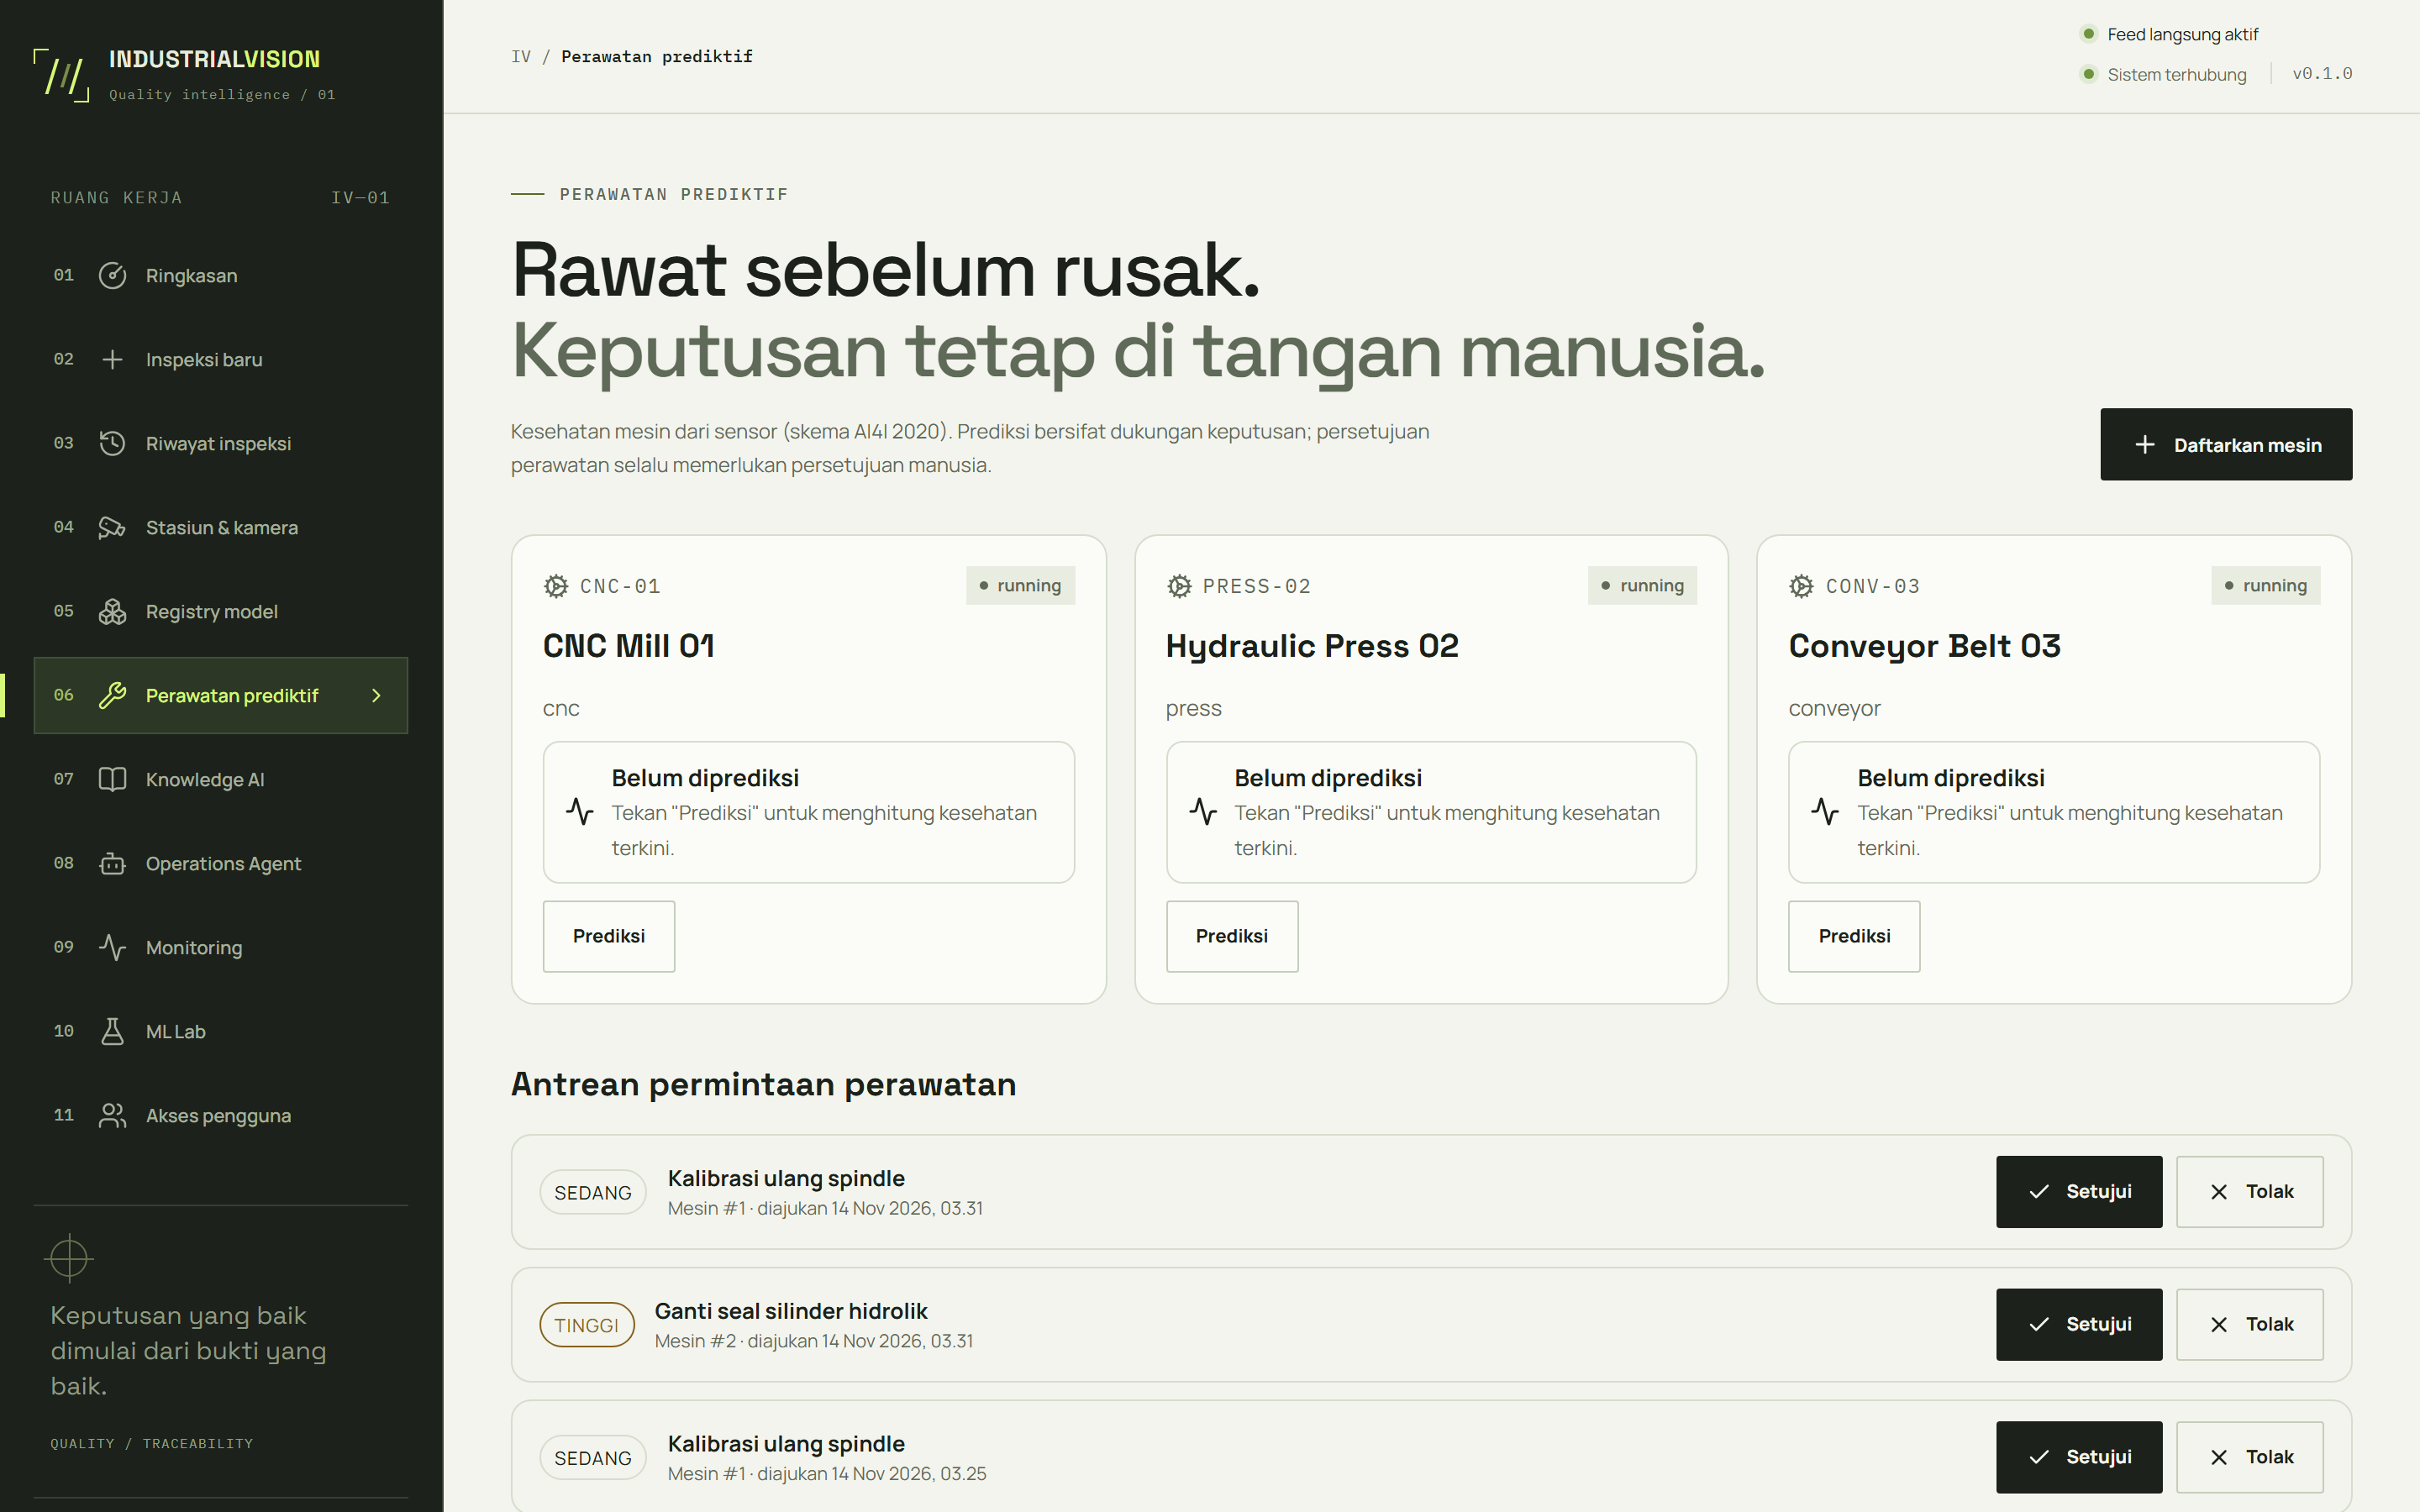 INDUSTRIALVISION
Quality intelligence / 01
RUANG KERJA IV—01
01 Ringkasan
02 Inspeksi baru
03 Riwayat inspeksi
04 Stasiun & kamera
05 Registry model
06 Perawatan prediktif
07 Knowledge AI
08 Operations Agent
09 Monitoring
10 ML Lab
11 Akses pengguna
Keputusan yang baik
dimulai dari bukti yang
baik.
QUALITY / TRACEABILITY
IV / Perawatan prediktif
Feed langsung aktif
Sistem terhubung v0.1.0
PERAWATAN PREDIKTIF
Rawat sebelum rusak.
Keputusan tetap di tangan manusia.
Kesehatan mesin dari sensor (skema AI4I 2020). Prediksi bersifat dukungan keputusan; persetujuan
perawatan selalu memerlukan persetujuan manusia.
Daftarkan mesin
CNC-01 running
CNC Mill 01
cnc
Belum diprediksi
Tekan "Prediksi" untuk menghitung kesehatan
terkini.
Prediksi
PRESS-02 running
Hydraulic Press 02
press
Belum diprediksi
Tekan "Prediksi" untuk menghitung kesehatan
terkini.
Prediksi
CONV-03 running
Conveyor Belt 03
conveyor
Belum diprediksi
Tekan "Prediksi" untuk menghitung kesehatan
terkini.
Prediksi
Antrean permintaan perawatan
SEDANG Kalibrasi ulang spindle
Mesin #1 · diajukan 14 Nov 2026, 03.31
Setujui Tolak
TINGGI Ganti seal silinder hidrolik
Mesin #2 · diajukan 14 Nov 2026, 03.31
Setujui Tolak
SEDANG Kalibrasi ulang spindle
Mesin #1 · diajukan 14 Nov 2026, 03.25
Setujui Tolak